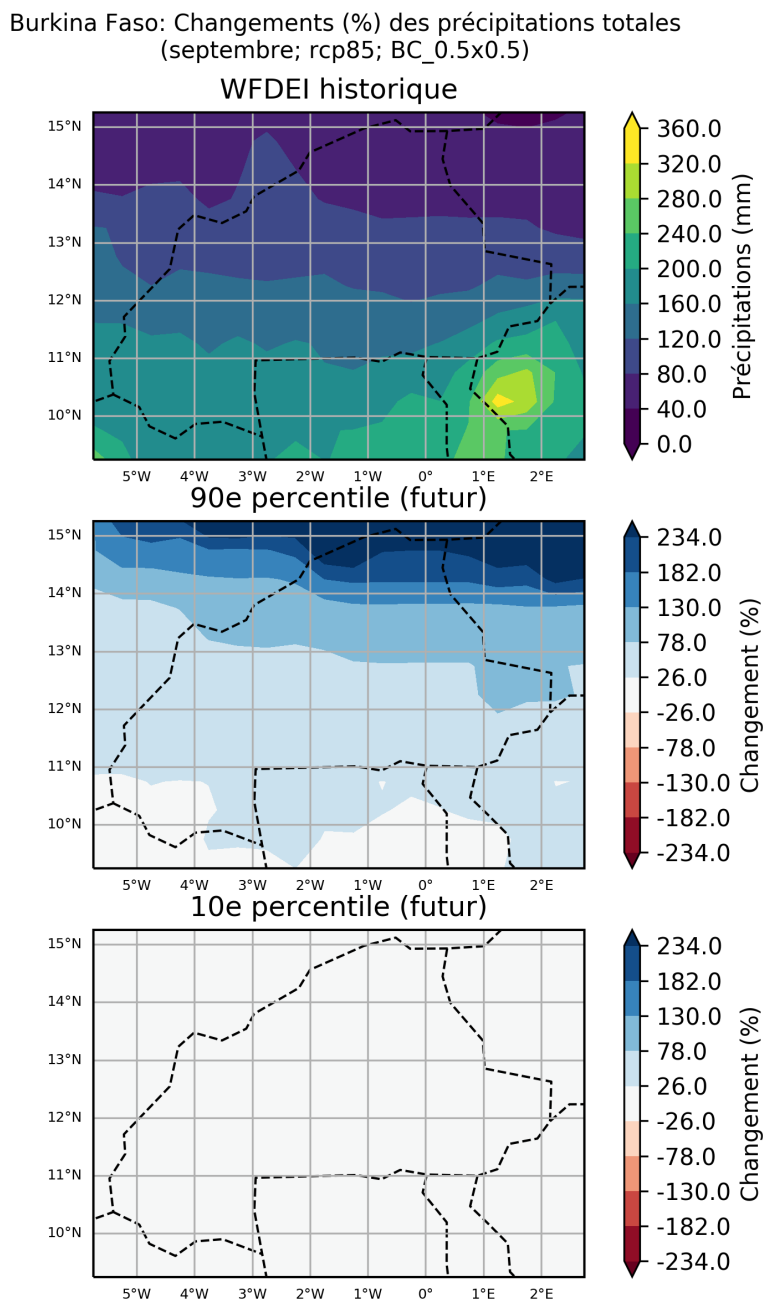 Burkina Faso: Changements (%) des précipitations totales
(septembre; rcp85; BC_0.5x0.5)
WFDEI historique
15°N
14°N
13°N
12°N
11°N
10°N
5°W 4°W 3°W 2°W 1°W 0° 1°E 2°E
360.0
320.0
280.0
240.0
200.0
160.0
120.0
80.0
40.0
0.0
Précipitations (mm)
90e percentile (futur)
15°N
14°N
13°N
12°N
11°N
10°N
5°W 4°W 3°W 2°W 1°W 0° 1°E 2°E
234.0
182.0
130.0
78.0
26.0
-26.0
-78.0
-130.0
-182.0
-234.0
Changement (%)
10e percentile (futur)
15°N
14°N
13°N
12°N
11°N
10°N
5°W 4°W 3°W 2°W 1°W 0° 1°E 2°E
234.0
182.0
130.0
78.0
26.0
-26.0
-78.0
-130.0
-182.0
-234.0
Changement (%)